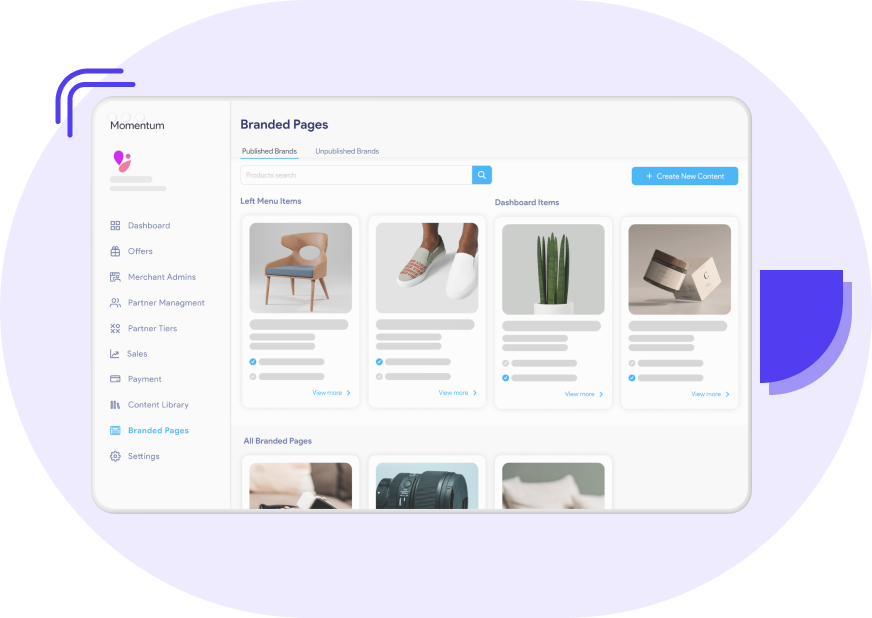 Momentum
Dashboard
Offers
Merchant Admins
Partner Managment
Partner Tiers
Sales
Payment
Content Library
Branded Pages
Settings
Branded Pages
Published Brands
Unpublished Brands
Products search
+ Create New Content
Left Menu Items
Dashboard Items
C
View more
View more
View more
View more
All Branded Pages